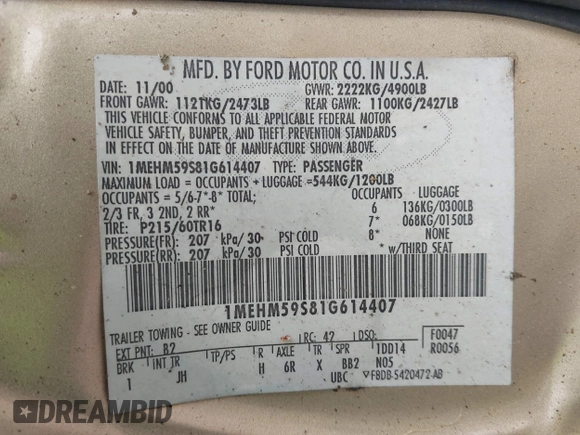 MFD. BY FORD MOTOR CO. IN U.S.A.
DATE: 11/00 GVWR: 2222KG/4900LB
FRONT GAWR: 1121KG/2473LB REAR GAWR: 1100KG/2427LB
THIS VEHICLE CONFORMS TO ALL APPLICABLE FEDERAL MOTOR
VEHICLE SAFETY, BUMPER, AND THEFT PREVENTION STANDARDS
IN EFFECT ON THE DATE OF MANUFACTURE SHOWN ABOVE.
VIN: 1MEHM59S81G614407 TYPE: PASSENGER
MAXIMUM LOAD = OCCUPANTS + LUGGAGE =544KG/1200LB
OCCUPANTS = 5/6-7*-8* TOTAL; OCCUPANTS LUGGAGE
2/3 FR, 3 2ND, 2 RR* 6 136KG/0300LB
TIRE: P215/60TR16 7* 068KG/0150LB
PRESSURE(FR): 207 kPa/ 30 PSI COLD 8* NONE
PRESSURE(RR): 207 kPa/ 30 PSI COLD * W/THIRD SEAT
1MEHM59S81G614407
TRAILER TOWING - SEE OWNER GUIDE
EXT PNT: B2 RC: 42 DSO: F0047
BRK INT TR TP/PS R AXLE TR SPR 1DD14 R0056
1 JH H 6R X BB2 N05
UBC F8DB-5420472-AB
DREAMBID